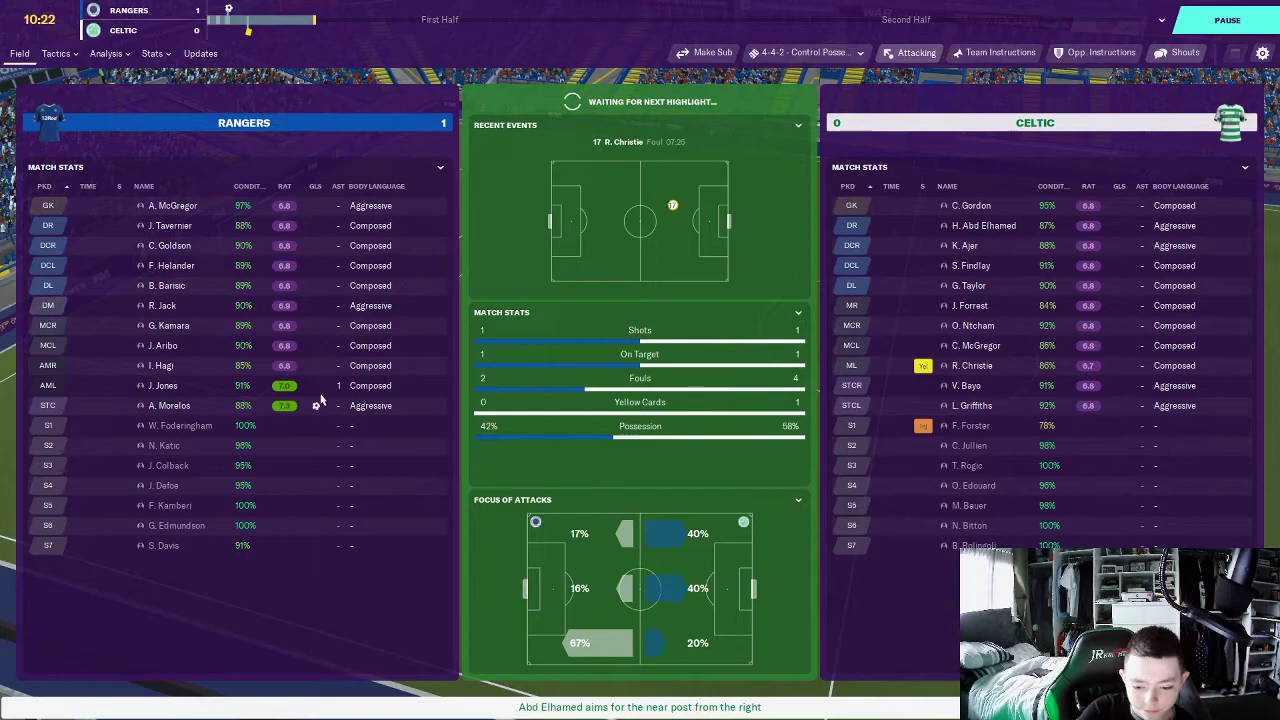 10:22 RANGERS 1 First Half Second Half PAUSE
CELTIC 0
Field Tactics Analysis Stats Updates Make Sub 4-4-2 - Control Posse... Attacking Team Instructions Opp. Instructions Shouts
RANGERS 1
MATCH STATS
PKD TIME S NAME CONDIT... RAT GLS AST BODY LANGUAGE
GK A. McGregor 97% 6.8 - Aggressive
DR J. Tavernier 88% 6.8 - Composed
DCR C. Goldson 90% 6.8 - Composed
DCL F. Helander 89% 6.8 - Composed
DL B. Barisic 89% 6.8 - Composed
DM R. Jack 90% 6.9 - Aggressive
MCR G. Kamara 89% 6.8 - Composed
MCL J. Aribo 90% 6.8 - Composed
AMR I. Hagi 85% 6.8 - Composed
AML J. Jones 91% 7.0 1 Composed
STC A. Morelos 88% 7.3 - Aggressive
S1 W. Foderingham 100% - -
S2 N. Katic 96% - -
S3 J. Colback 95% - -
S4 J. Defoe 95% - -
S5 F. Kamberi 100% - -
S6 G. Edmundson 100% - -
S7 S. Davis 91% - -
WAITING FOR NEXT HIGHLIGHT...
RECENT EVENTS
17 R. Christie Foul 07:25
17
MATCH STATS
1 Shots 1
1 On Target 1
2 Fouls 4
0 Yellow Cards 1
42% Possession 58%
FOCUS OF ATTACKS
17% 40%
16% 40%
67% 20%
0 CELTIC
MATCH STATS
PKD TIME S NAME CONDIT... RAT GLS AST BODY LANGUAGE
GK C. Gordon 95% 6.8 - Composed
DR H. Abd Elhamed 87% 6.8 - Aggressive
DCR K. Ajer 88% 6.8 - Aggressive
DCL S. Findlay 91% 6.8 - Composed
DL G. Taylor 90% 6.8 - Composed
MR J. Forrest 84% 6.8 - Composed
MCR O. Ntcham 92% 6.8 - Composed
MCL C. McGregor 86% 6.8 - Composed
ML Yel R. Christie 86% 6.7 - Composed
STCR V. Bayo 91% 6.8 - Aggressive
STCL L. Griffiths 92% 6.8 - Aggressive
S1 Inj F. Forster 78% - -
S2 C. Jullien 98% - -
S3 T. Rogic 100% - -
S4 O. Edouard 96% - -
S5 M. Bauer 98% - -
S6 N. Bitton 100% - -
S7 B. Bolingoli 100% - -
Abd Elhamed aims for the near post from the right